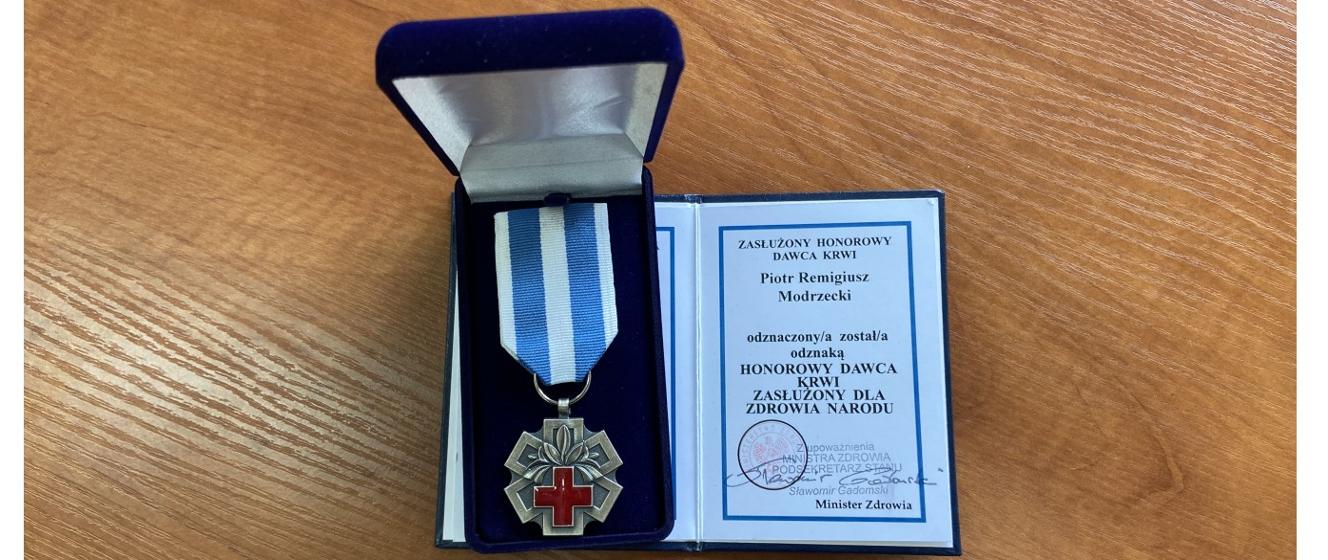 ZASŁUŻONY HONOROWY
DAWCA KRWI
Piotr Remigiusz
Modrzecki
odznaczony/a został/a
odznaką
HONOROWY DAWCA
KRWI
ZASŁUŻONY DLA
ZDROWIA NARODU
Z upoważnienia
MINISTRA ZDROWIA
PODSEKRETARZ STANU
Sławomir Gadomski
Minister Zdrowia